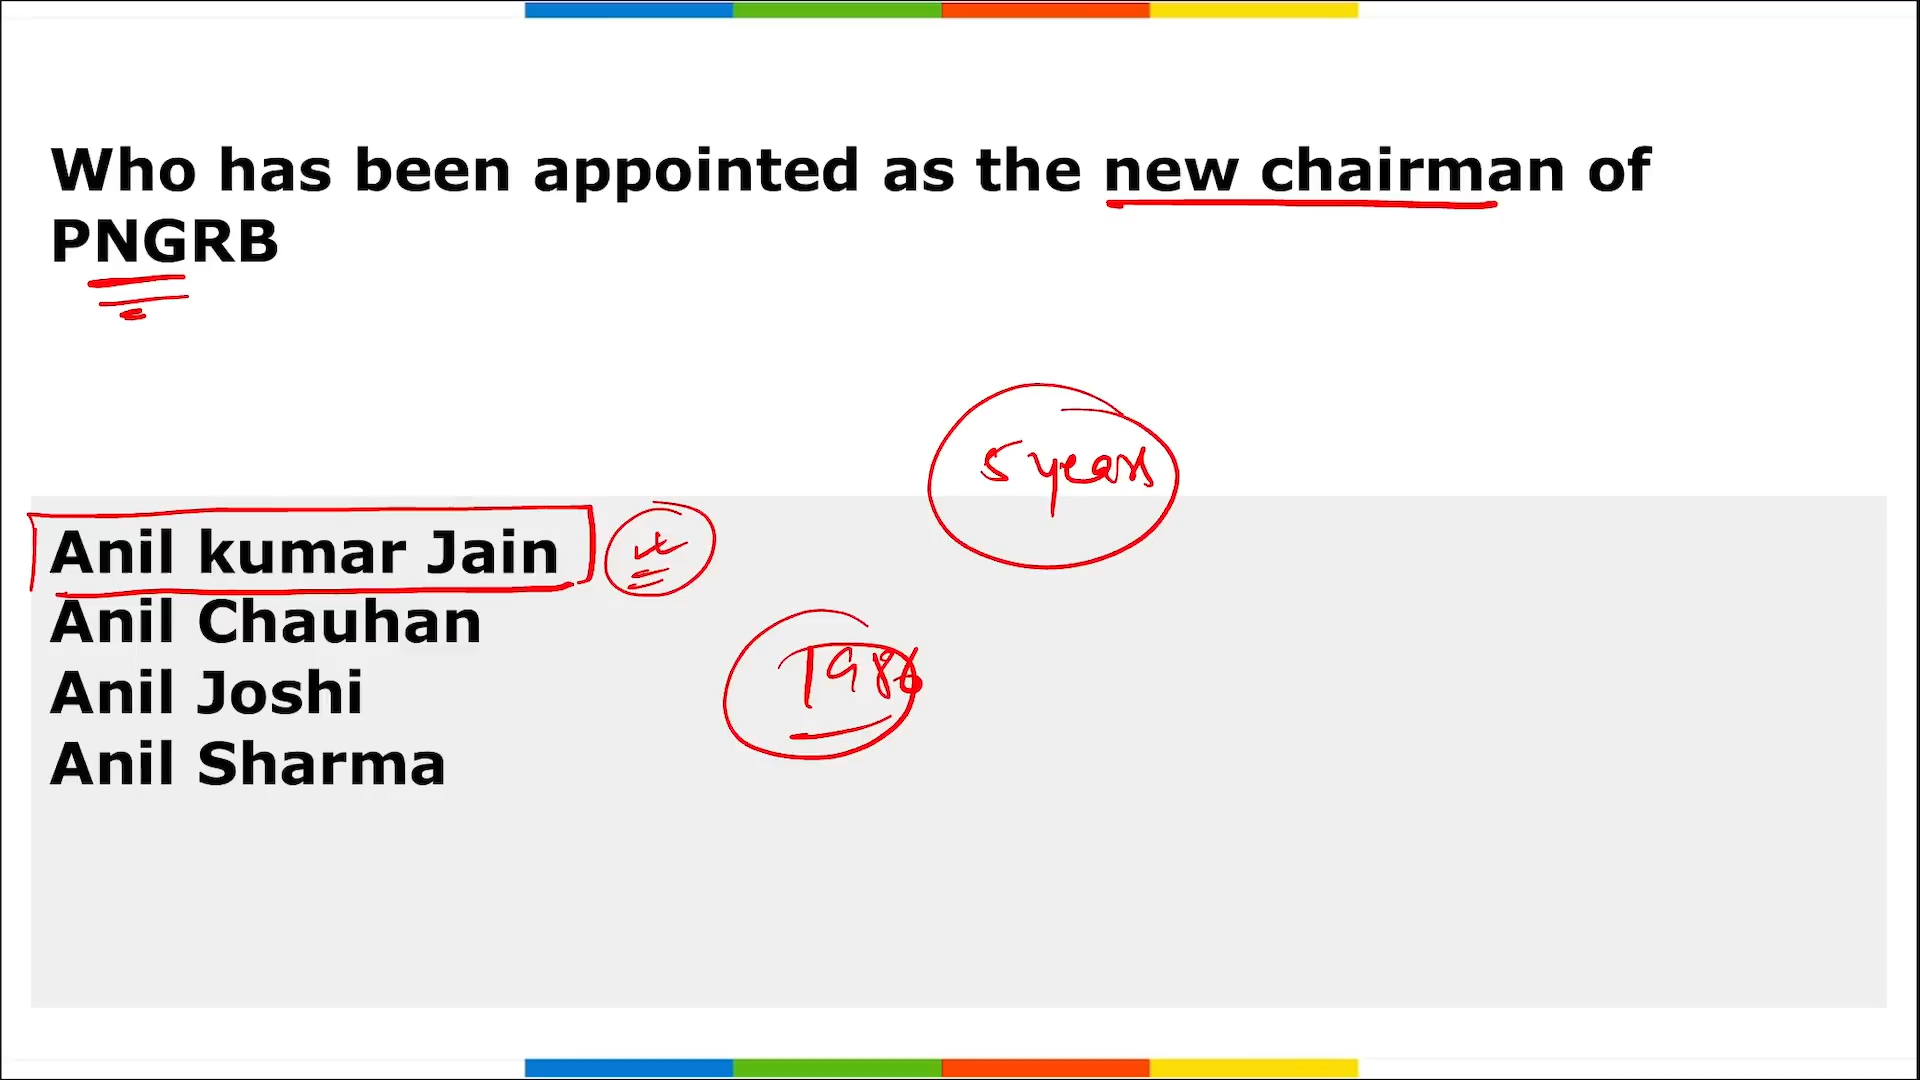 Who has been appointed as the new chairman of
PNGRB
5 years
Anil kumar Jain
Anil Chauhan
1986
Anil Joshi
Anil Sharma